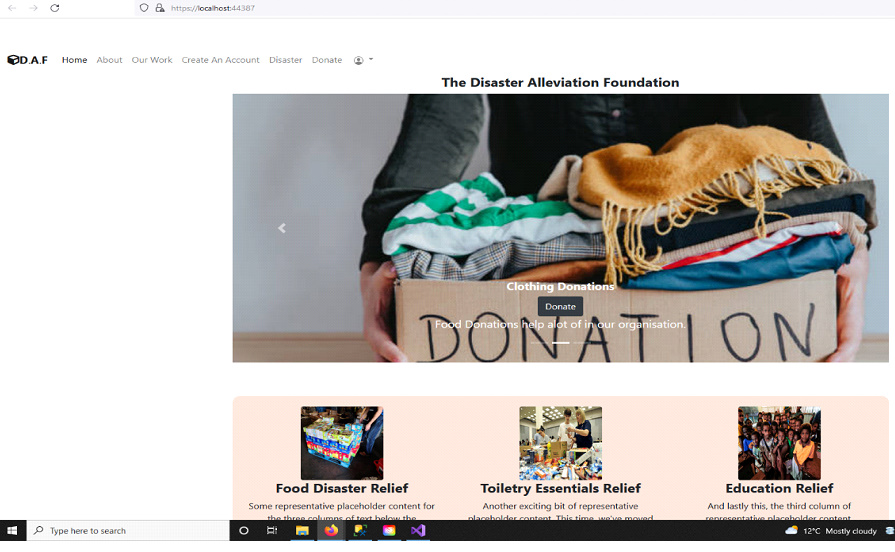 https://localhost:44387
D.A.F Home About Our Work Create An Account Disaster Donate
The Disaster Alleviation Foundation
Clothing Donations
Donate
Food Donations help alot of in our organisation.
DONATION
Food Disaster Relief Toiletry Essentials Relief Education Relief
Some representative placeholder content for Another exciting bit of representative And lastly this, the third column of
the three columns of text below the placeholder content. This time, we've moved representative placeholder content.
Type here to search 12°C Mostly cloudy